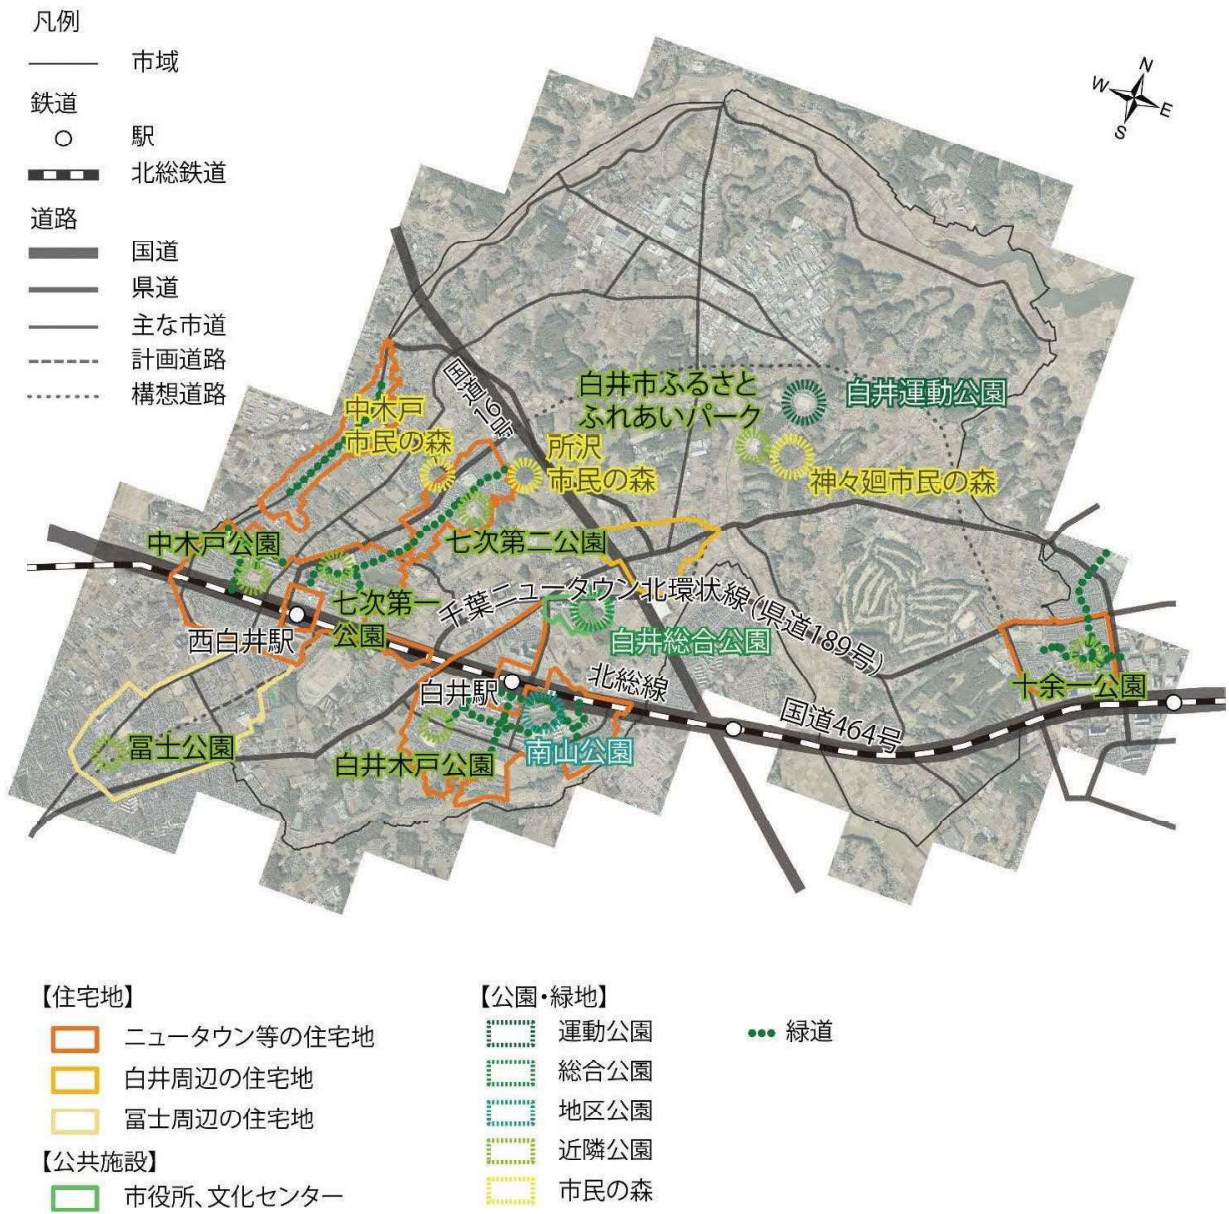 凡例
市域
鉄道
駅
北総鉄道
道路
国道
県道
主な市道
計画道路
構想道路
N
W
E
S
国道16号
中木戸
市民の森
所沢
市民の森
白井市ふるさと
ふれあいパーク
白井運動公園
神々廻市民の森
中木戸公園
七次第二公園
七次第一
公園
千葉ニュータウン北環状線(県道189号)
西白井駅
白井総合公園
白井駅
北総線
十余一公園
国道464号
冨士公園
白井木戸公園
南山公園
【住宅地】
ニュータウン等の住宅地
白井周辺の住宅地
冨士周辺の住宅地
【公共施設】
市役所、文化センター
【公園・緑地】
運動公園
総合公園
地区公園
近隣公園
市民の森
緑道